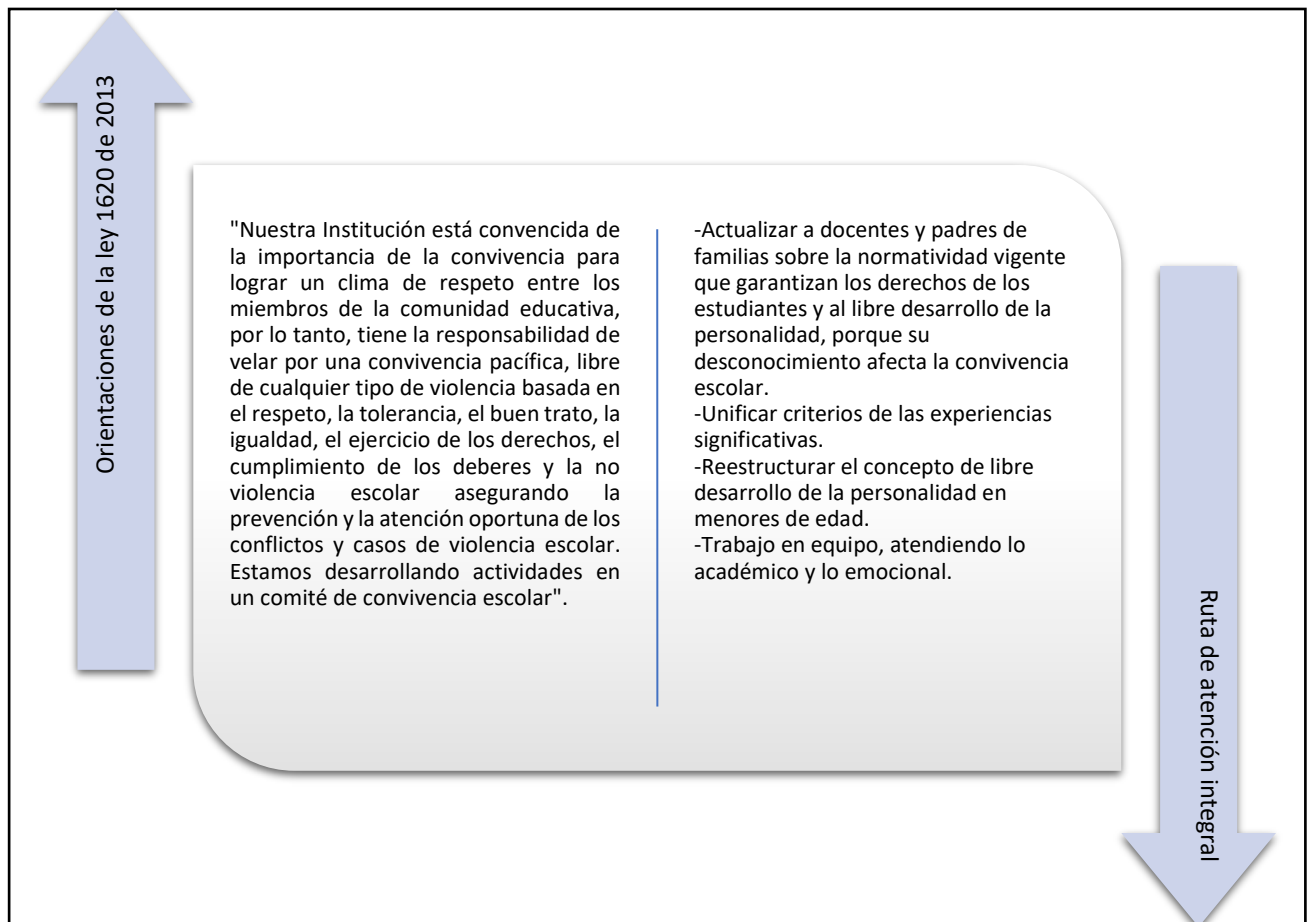 Orientaciones de la ley 1620 de 2013
"Nuestra Institución está convencida de
la importancia de la convivencia para
lograr un clima de respeto entre los
miembros de la comunidad educativa,
por lo tanto, tiene la responsabilidad de
velar por una convivencia pacífica, libre
de cualquier tipo de violencia basada en
el respeto, la tolerancia, el buen trato, la
igualdad, el ejercicio de los derechos, el
cumplimiento de los deberes y la no
violencia escolar asegurando la
prevención y la atención oportuna de los
conflictos y casos de violencia escolar.
Estamos desarrollando actividades en
un comité de convivencia escolar".
-Actualizar a docentes y padres de
familias sobre la normatividad vigente
que garantizan los derechos de los
estudiantes y al libre desarrollo de la
personalidad, porque su
desconocimiento afecta la convivencia
escolar.
-Unificar criterios de las experiencias
significativas.
-Reestructurar el concepto de libre
desarrollo de la personalidad en
menores de edad.
-Trabajo en equipo, atendiendo lo
académico y lo emocional.
Ruta de atención integral